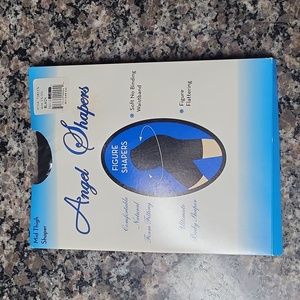 Soft No Binding
Waistband
Figure
Flattering
Angel Shapers
FIGURE
SHAPERS
Comfortable
Natural
Form Fitting
Ultimate
Body Shaper
Mid Thigh
Shaper